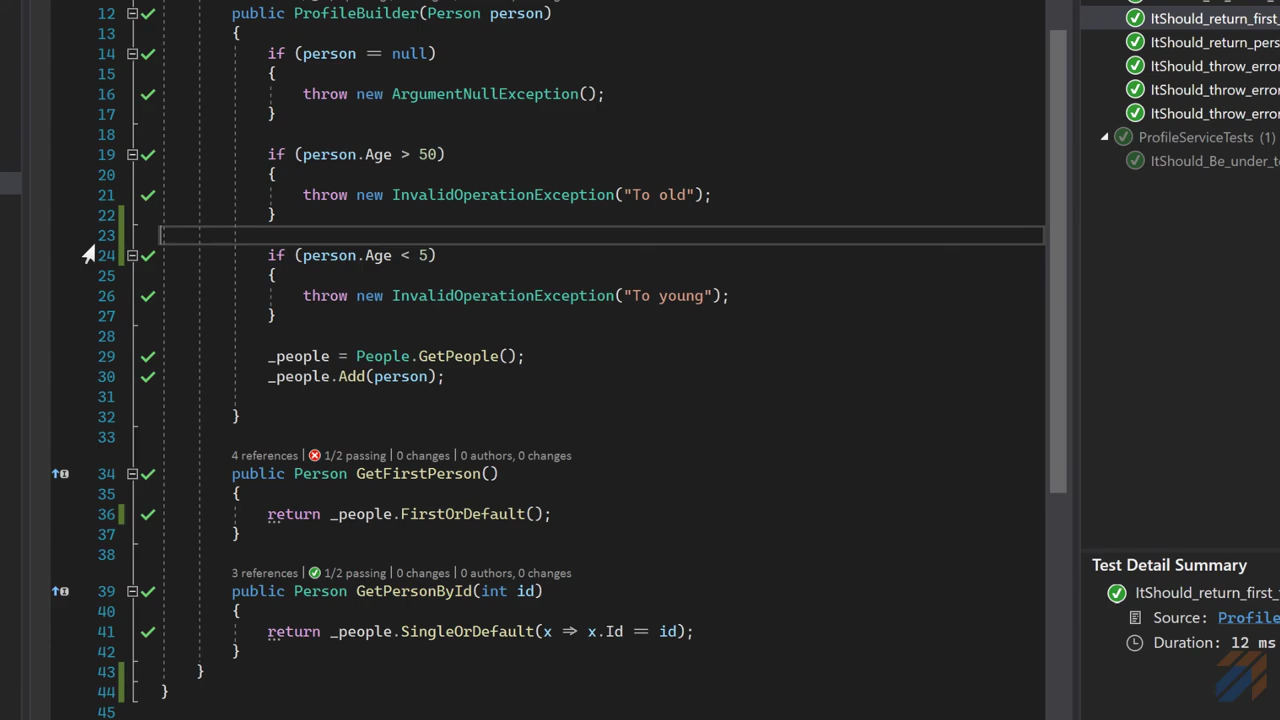 12 public ProfileBuilder(Person person)
13 {
14 if (person == null)
15 {
16 throw new ArgumentNullException();
17 }
18
19 if (person.Age > 50)
20 {
21 throw new InvalidOperationException("To old");
22 }
23
24 if (person.Age < 5)
25 {
26 throw new InvalidOperationException("To young");
27 }
28
29 _people = People.GetPeople();
30 _people.Add(person);
31
32 }
33
4 references | 1/2 passing | 0 changes | 0 authors, 0 changes
34 public Person GetFirstPerson()
35 {
36 return _people.FirstOrDefault();
37 }
38
3 references | 1/2 passing | 0 changes | 0 authors, 0 changes
39 public Person GetPersonById(int id)
40 {
41 return _people.SingleOrDefault(x => x.Id == id);
42 }
43 }
44 }
45
ItShould_return_first_
ItShould_return_pers
ItShould_throw_error
ItShould_throw_error
ItShould_throw_error
ProfileServiceTests (1)
ItShould_Be_under_t
Test Detail Summary
ItShould_return_first_
Source: Profile
Duration: 12 ms